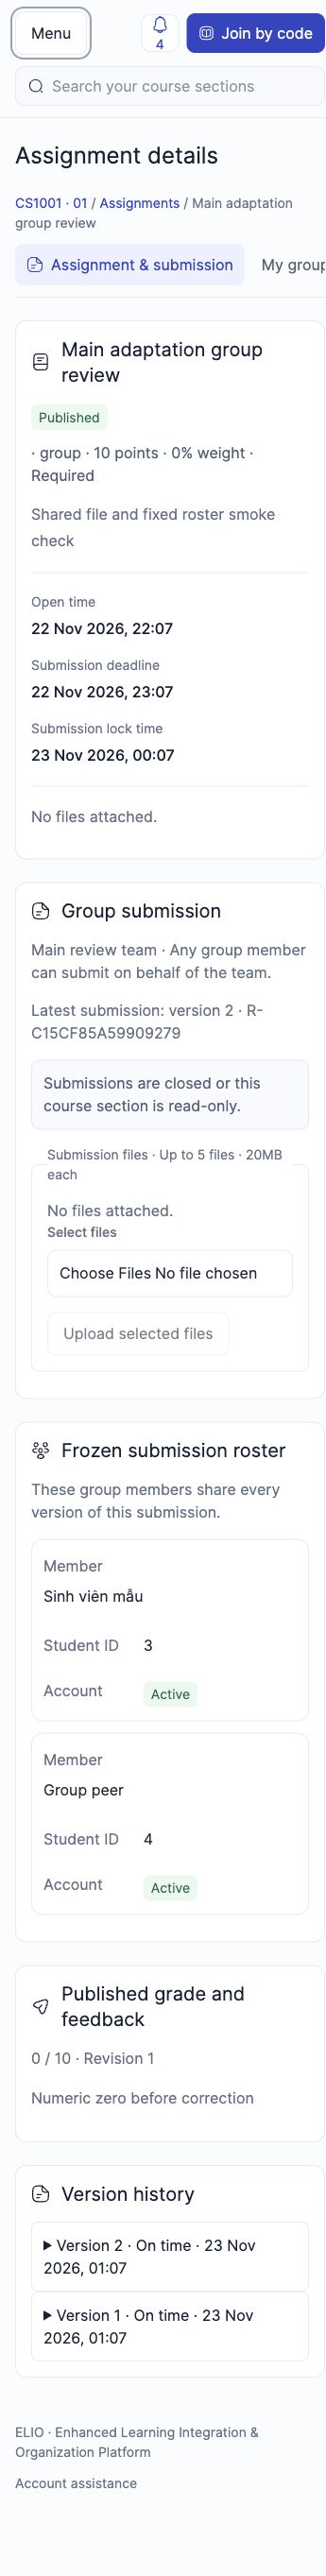 Menu
4
Join by code
Search your course sections
Assignment details
CS1001 · 01 / Assignments / Main adaptation
group review
Assignment & submission
My group
Main adaptation group
review
Published
· group · 10 points · 0% weight ·
Required
Shared file and fixed roster smoke
check
Open time
22 Nov 2026, 22:07
Submission deadline
22 Nov 2026, 23:07
Submission lock time
23 Nov 2026, 00:07
No files attached.
Group submission
Main review team · Any group member
can submit on behalf of the team.
Latest submission: version 2 · R-
C15CF85A59909279
Submissions are closed or this
course section is read-only.
Submission files · Up to 5 files · 20MB
each
No files attached.
Select files
Choose Files No file chosen
Upload selected files
Frozen submission roster
These group members share every
version of this submission.
Member
Sinh viên mẫu
Student ID 3
Account Active
Member
Group peer
Student ID 4
Account Active
Published grade and
feedback
0 / 10 · Revision 1
Numeric zero before correction
Version history
▶ Version 2 · On time · 23 Nov
2026, 01:07
▶ Version 1 · On time · 23 Nov
2026, 01:07
ELIO · Enhanced Learning Integration &
Organization Platform
Account assistance